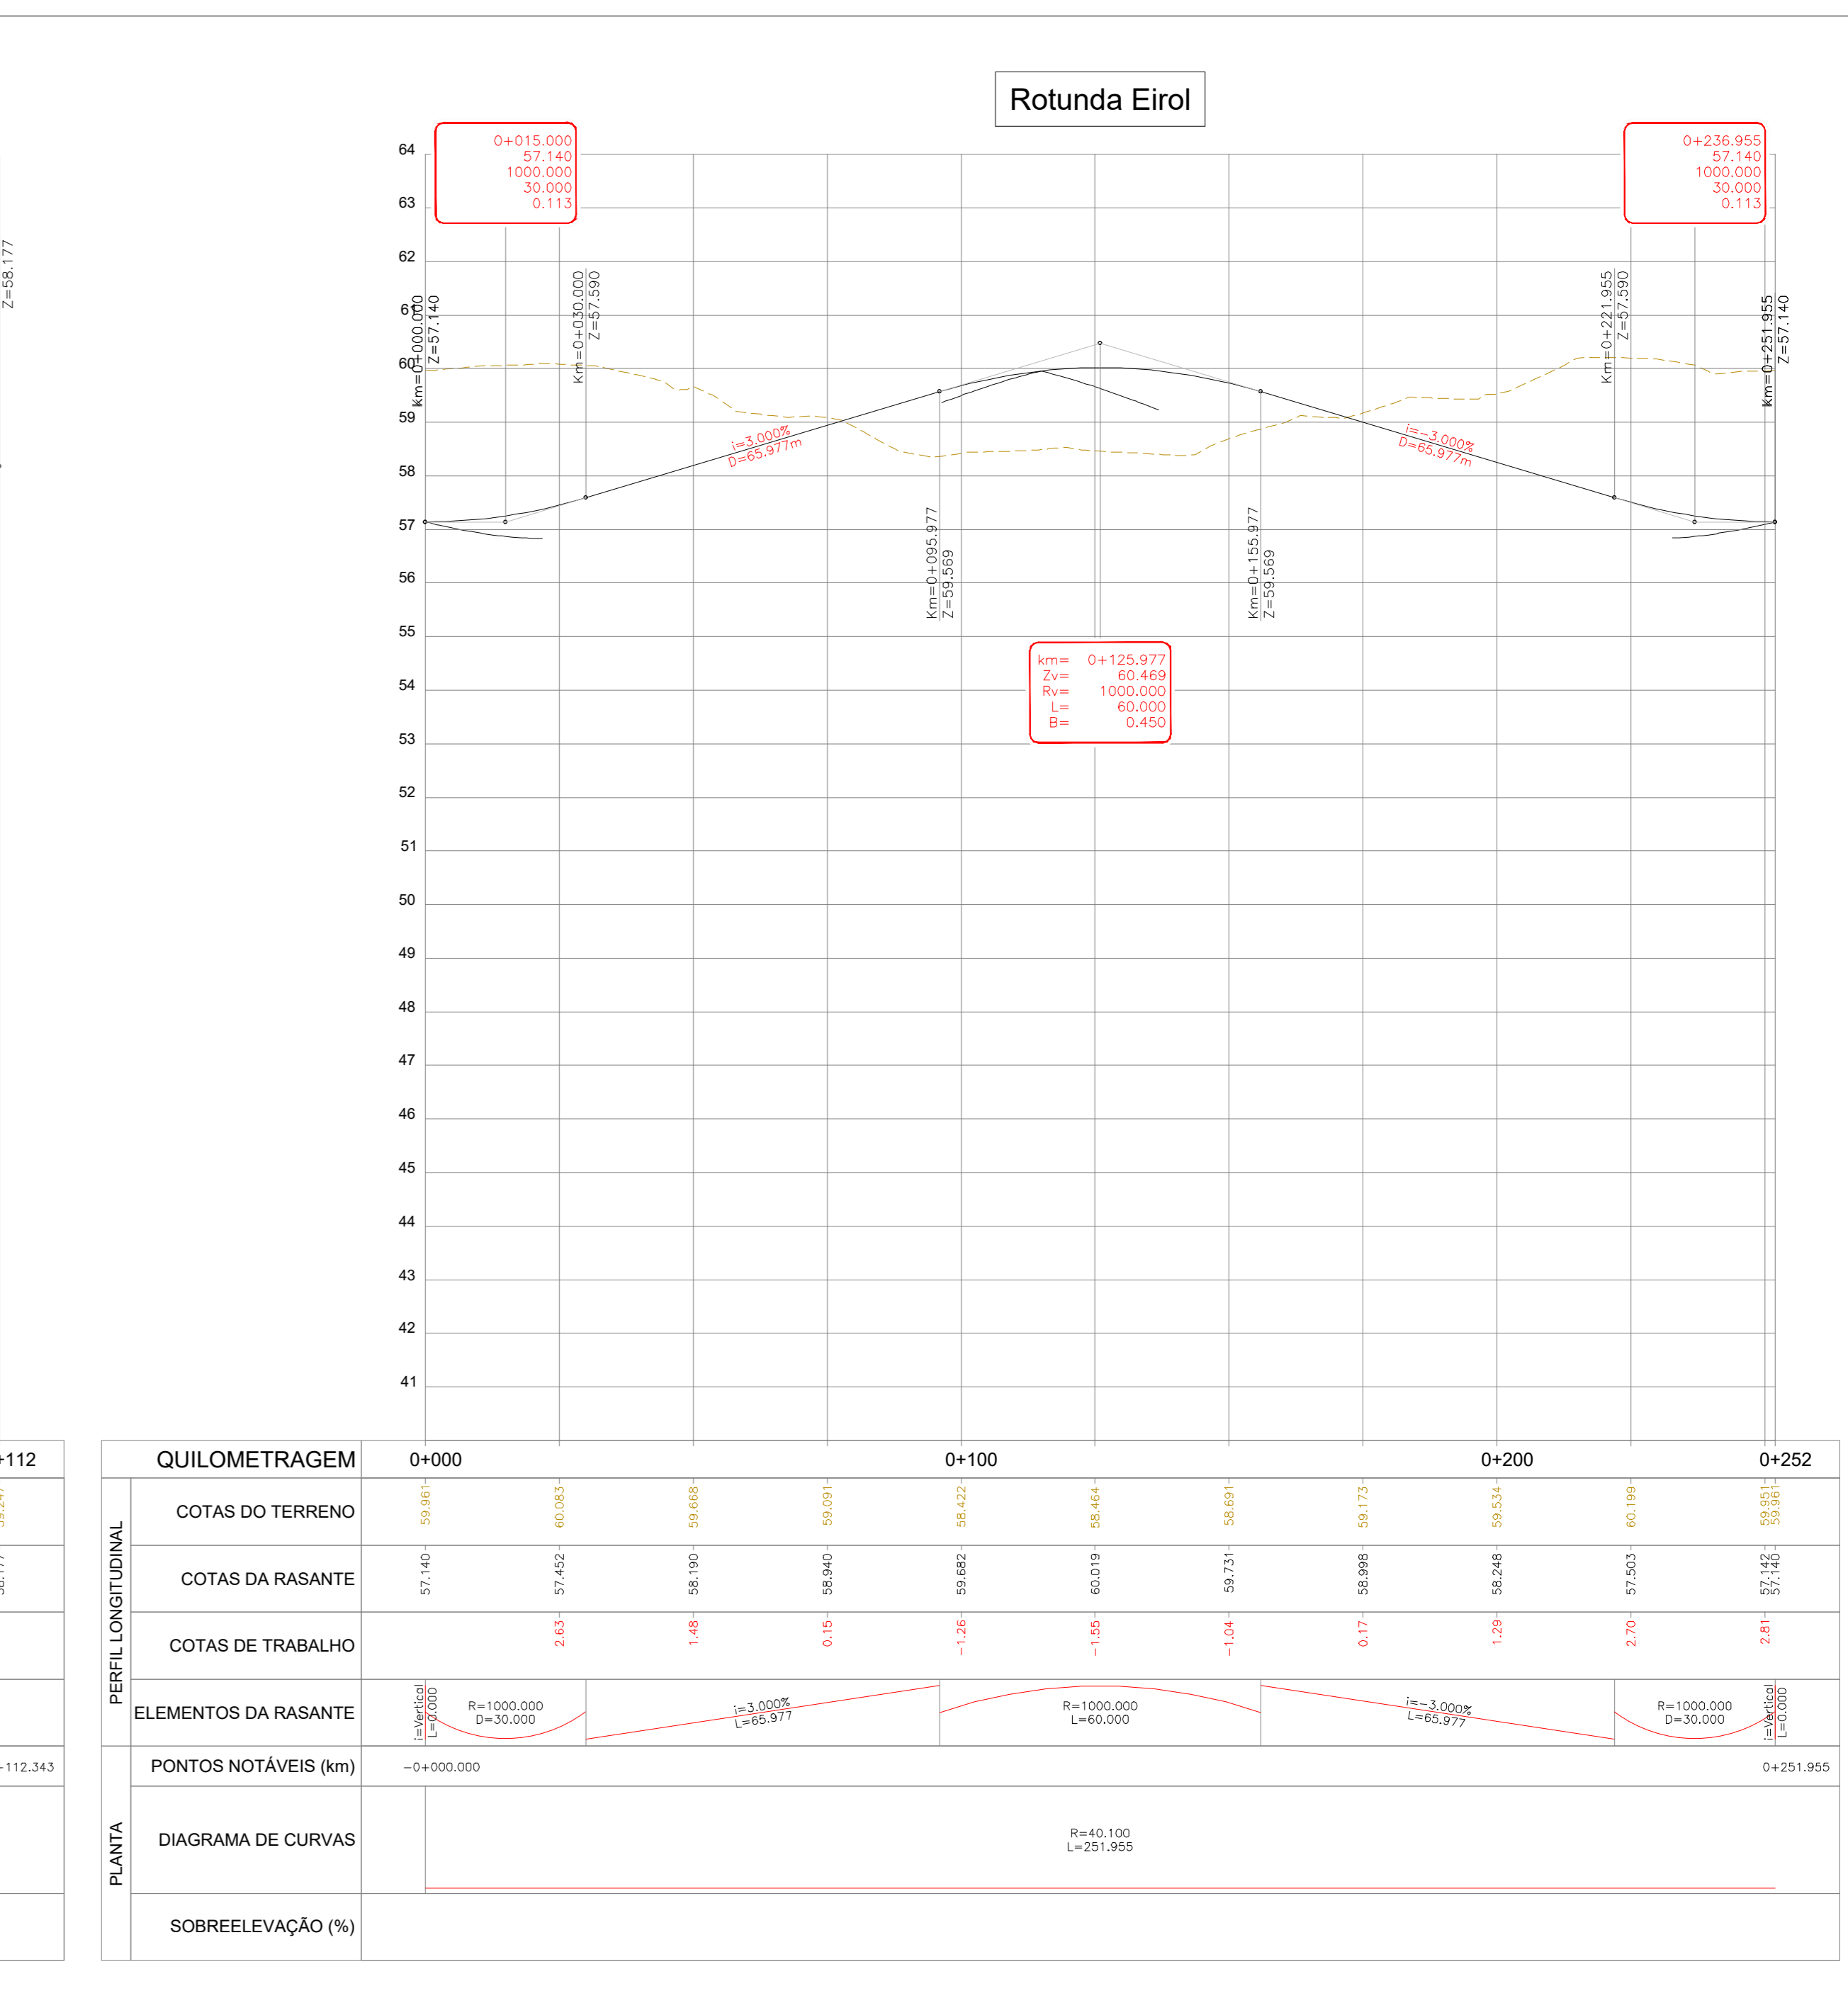 Rotunda Eirol
Z=58.177
0+015.000
57.140
1000.000
30.000
0.113
0+236.955
57.140
1000.000
30.000
0.113
64
63
62
61
60
59
58
57
56
55
54
53
52
51
50
49
48
47
46
45
44
43
42
41
Km=0+000.000
Z=57.140
Km=0+030.000
Z=57.590
Km=0+221.955
Z=57.590
Km=0+251.955
Z=57.140
i=3.000%
D=65.977m
i=-3.000%
D=65.977m
Km=0+095.977
Z=59.569
Km=0+155.977
Z=59.569
km= 0+125.977
Zv= 60.469
Rv= 1000.000
L= 60.000
B= 0.450
+112
59.247
112.343
QUILOMETRAGEM 0+000 0+100 0+200 0+252
PERFIL LONGITUDINAL
COTAS DO TERRENO 59.961 60.083 59.668 59.091 58.422 58.464 58.691 59.173 59.534 60.199 59.951 59.961
COTAS DA RASANTE 57.140 57.452 58.190 58.940 59.682 60.019 59.731 58.998 58.248 57.503 57.142 57.140
COTAS DE TRABALHO 2.63 1.48 0.15 -1.26 -1.55 -1.04 0.17 1.29 2.70 2.81
ELEMENTOS DA RASANTE
i=Vertical
L=0.000
R=1000.000
D=30.000
i=3.000%
L=65.977
R=1000.000
L=60.000
i=-3.000%
L=65.977
R=1000.000
D=30.000
i=Vertical
L=0.000
PLANTA
PONTOS NOTÁVEIS (km) -0+000.000 0+251.955
DIAGRAMA DE CURVAS
R=40.100
L=251.955
SOBREELEVAÇÃO (%)